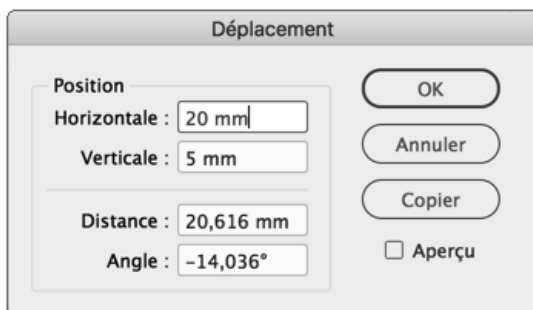 Déplacement
Position
Horizontale : 20 mm
Verticale : 5 mm
Distance : 20,616 mm
Angle : −14,036°
OK
Annuler
Copier
Aperçu